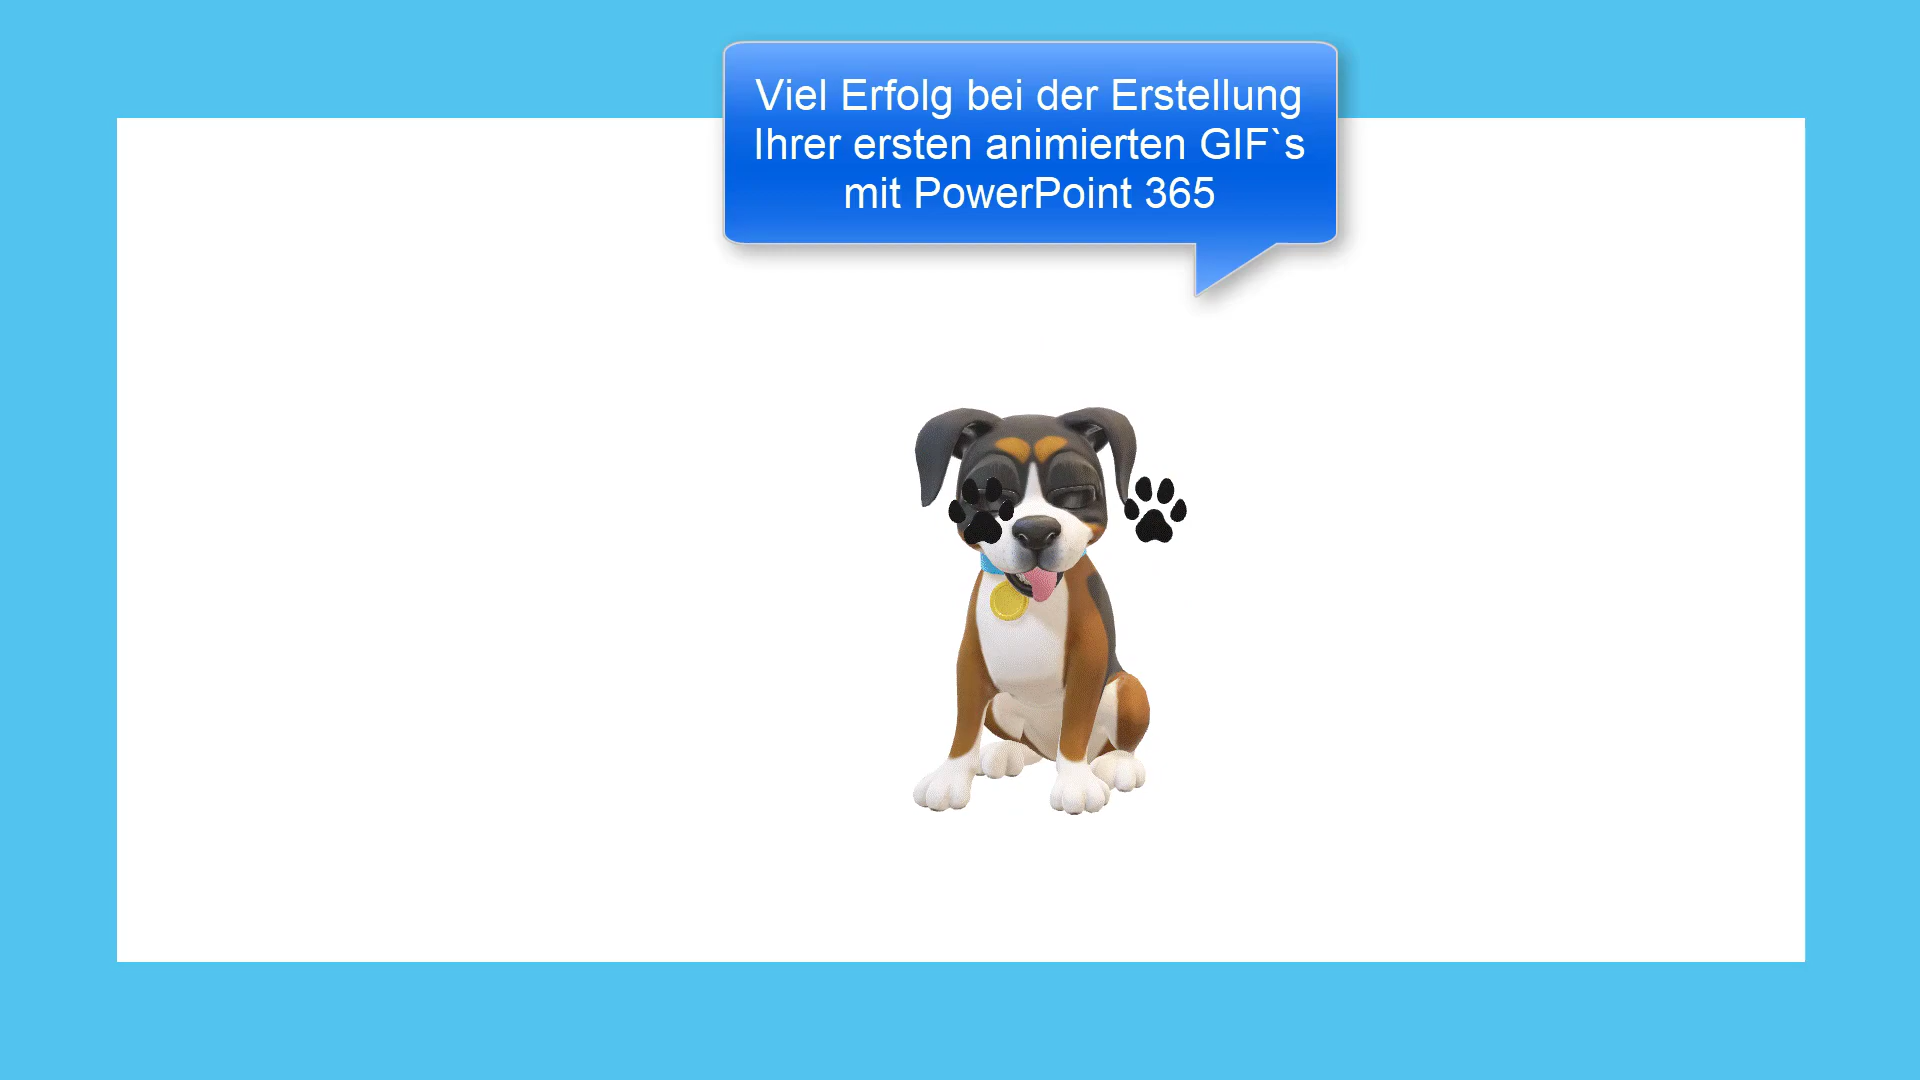 Viel Erfolg bei der Erstellung
Ihrer ersten animierten GIF`s
mit PowerPoint 365